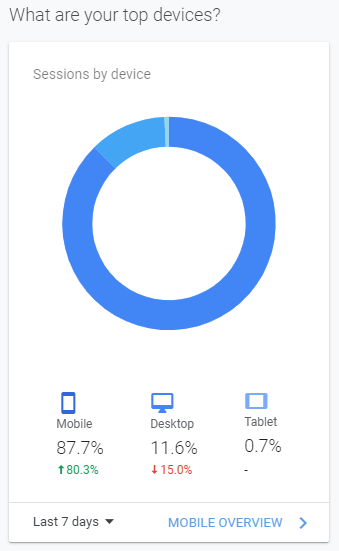 What are your top devices?
Sessions by device
Mobile Desktop Tablet
87.7% 11.6% 0.7%
↑80.3% ↓15.0% -
Last 7 days MOBILE OVERVIEW